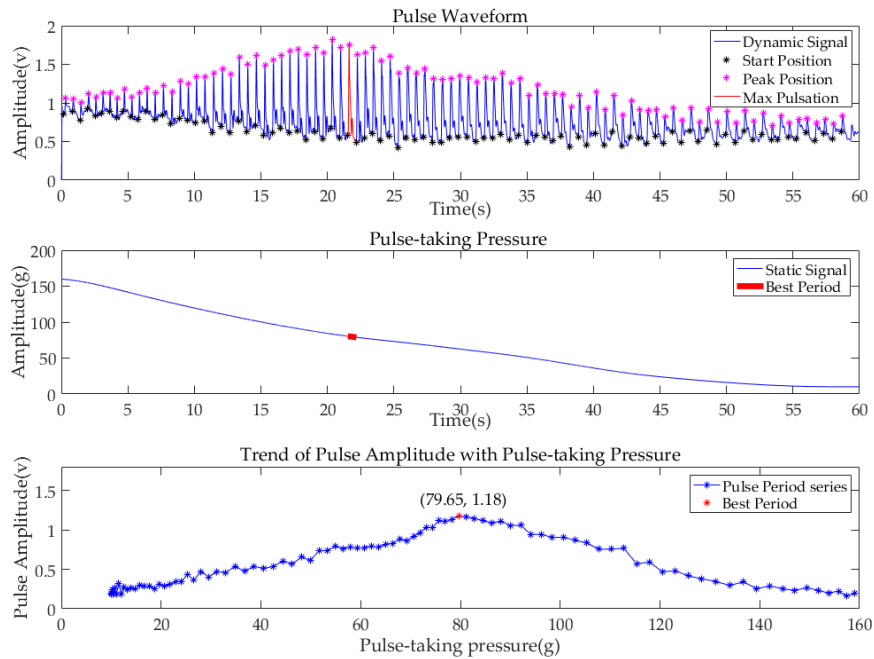 Pulse Waveform
Amplitude(v)
2
1.5
1
0.5
0
Dynamic Signal
Start Position
Peak Position
Max Pulsation
0 5 10 15 20 25 30 35 40 45 50 55 60
Time(s)
Pulse-taking Pressure
Amplitude(g)
200
150
100
50
0
Static Signal
Best Period
0 5 10 15 20 25 30 35 40 45 50 55 60
Time(s)
Trend of Pulse Amplitude with Pulse-taking Pressure
Pulse Amplitude(v)
1.5
1
0.5
0
(79.65, 1.18)
Pulse Period series
Best Period
0 20 40 60 80 100 120 140 160
Pulse-taking pressure(g)